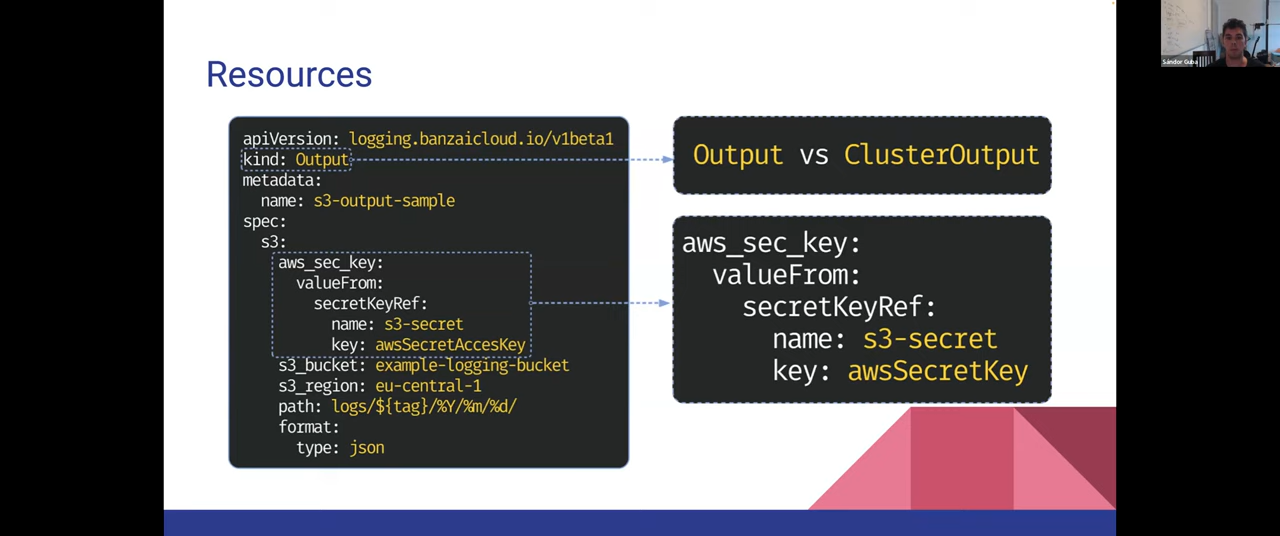 Resources
apiVersion: logging.banzaicloud.io/v1beta1
kind: Output
metadata:
name: s3-output-sample
spec:
s3:
aws_sec_key:
valueFrom:
secretKeyRef:
name: s3-secret
key: awsSecretAccesKey
s3_bucket: example-logging-bucket
s3_region: eu-central-1
path: logs/${tag}/%Y/%m/%d/
format:
type: json
Output vs ClusterOutput
aws_sec_key:
valueFrom:
secretKeyRef:
name: s3-secret
key: awsSecretKey
Sándor Guba